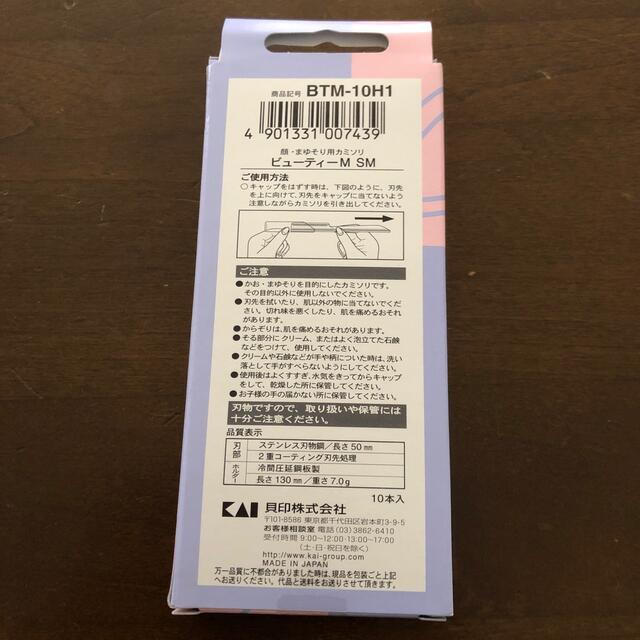 商品記号 BTM-10H1
4 901331 007439
顔・まゆそり用カミソリ
ビューティーM SM
ご使用方法
○キャップをはずす時は、下図のように、刃先
を上に向けて、刃先をキャップに当てないよう
注意しながらカミソリを引き出してください。
ご注意
●かお・まゆそりを目的にしたカミソリです。
その目的以外に使用しないでください。
●刃先を拭いたり、肌以外の物に当てないでくだ
さい。切れ味を悪くしたり、肌を痛めるおそれ
があります。
●からぞりは、肌を痛めるおそれがあります。
●そる部分にクリーム、またはよく泡立てた石鹸
などをつけて、使用してください。
●クリームや石鹸などが手や柄についた時は、洗い
落として手がすべらないようにしてください。
●使用後はよくすすぎ、水気をきってからキャップ
をして、乾燥した所に保管してください。
●お子様の手の届かない所に保管してください。
刃物ですので、取り扱いや保管には
十分ご注意ください。
品質表示
刃部 ステンレス刃物鋼/長さ50mm
2重コーティング刃先処理
ホルダー 冷間圧延鋼板製
長さ130mm/重さ7.0g
10本入
KAI 貝印株式会社
〒101-8586 東京都千代田区岩本町3-9-5
お客様相談室 電話(03)3862-6410
受付時間 9:00~12:00・13:00~17:00
(土・日・祝日を除く)
http://www.kai-group.com
MADE IN JAPAN
万一品質に不都合がありました時は、現品を包装ごと上記
へお送りください。代品と送料をお送りさせて頂きます。